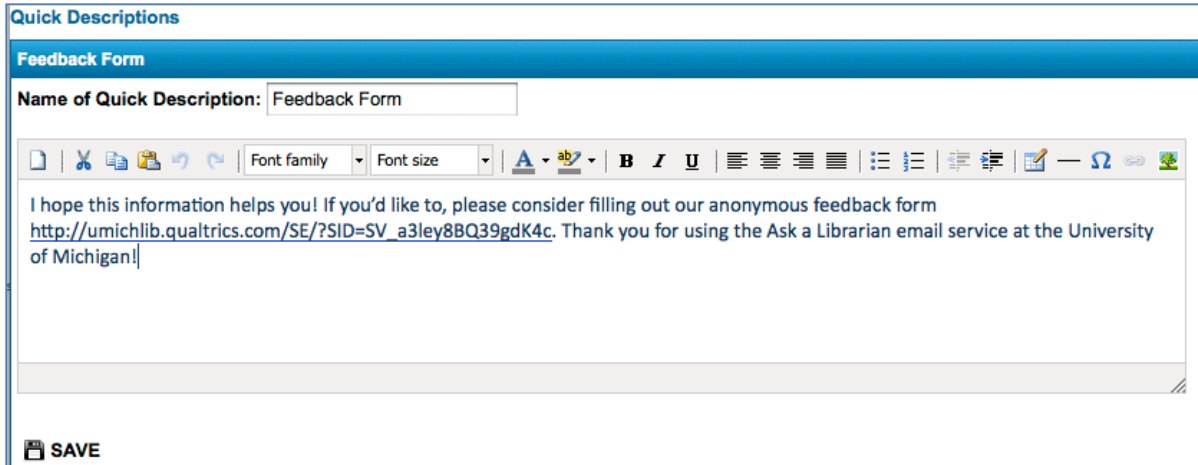 Quick Descriptions
Feedback Form
Name of Quick Description: Feedback Form
Font family Font size A ab B I U Ω
I hope this information helps you! If you'd like to, please consider filling out our anonymous feedback form
http://umichlib.qualtrics.com/SE/?SID=SV_a3ley8BQ39gdK4c. Thank you for using the Ask a Librarian email service at the University
of Michigan!
SAVE